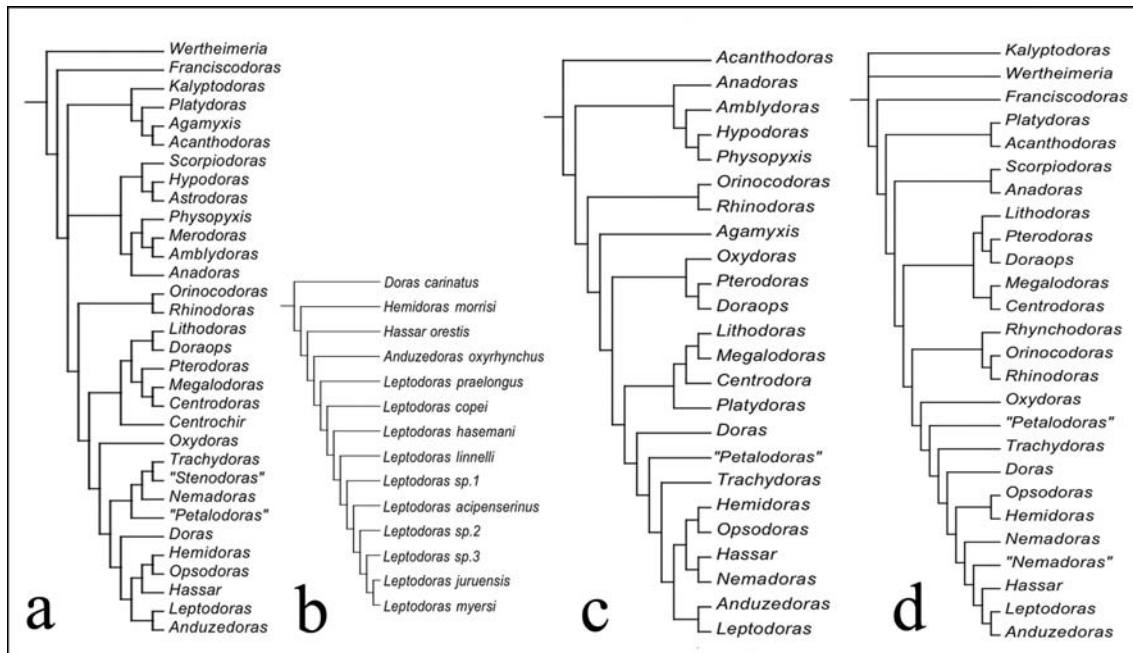 Wertheimeria
Franciscodoras
Kalyptodoras
Platydoras
Agamyxis
Acanthodoras
Scorpiodoras
Hypodoras
Astrodoras
Physopyxis
Merodoras
Amblydoras
Anadoras
Orinocodoras
Rhinodoras
Lithodoras
Doraops
Pterodoras
Megalodoras
Centrodoras
Centrochir
Oxydoras
Trachydoras
"Stenodoras"
Nemadoras
"Petalodoras"
Doras
Hemidoras
Opsodoras
Hassar
Leptodoras
Anduzedoras
a
Doras carinatus
Hemidoras morrisi
Hassar orestis
Anduzedoras oxyrhynchus
Leptodoras praelongus
Leptodoras copei
Leptodoras hasemani
Leptodoras linnelli
Leptodoras sp.1
Leptodoras acipenserinus
Leptodoras sp.2
Leptodoras sp.3
Leptodoras juruensis
Leptodoras myersi
b
Acanthodoras
Anadoras
Amblydoras
Hypodoras
Physopyxis
Orinocodoras
Rhinodoras
Agamyxis
Oxydoras
Pterodoras
Doraops
Lithodoras
Megalodoras
Centrodora
Platydoras
Doras
"Petalodoras"
Trachydoras
Hemidoras
Opsodoras
Hassar
Nemadoras
Anduzedoras
Leptodoras
c
Kalyptodoras
Wertheimeria
Franciscodoras
Platydoras
Acanthodoras
Scorpiodoras
Anadoras
Lithodoras
Pterodoras
Doraops
Megalodoras
Centrodoras
Rhynchodoras
Orinocodoras
Rhinodoras
Oxydoras
"Petalodoras"
Trachydoras
Doras
Opsodoras
Hemidoras
Nemadoras
"Nemadoras"
Hassar
Leptodoras
Anduzedoras
d